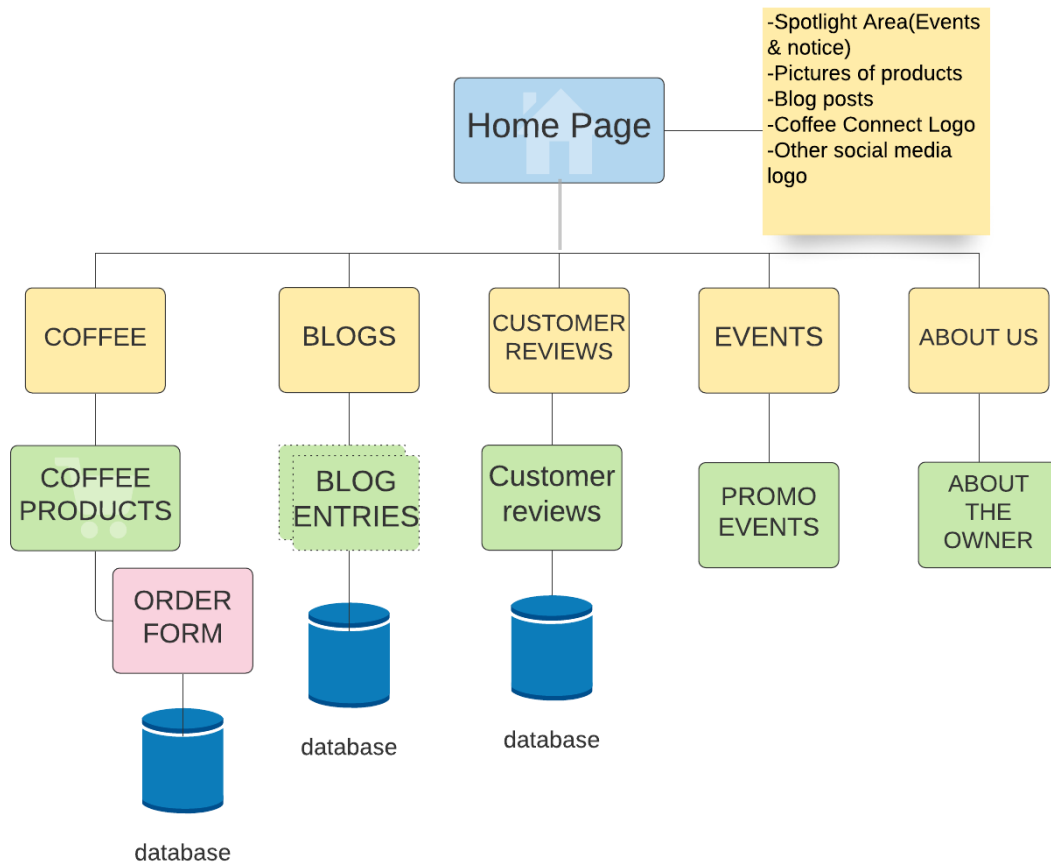 -Spotlight Area(Events
& notice)
-Pictures of products
-Blog posts
-Coffee Connect Logo
-Other social media
logo
Home Page
COFFEE
BLOGS
CUSTOMER
REVIEWS
EVENTS
ABOUT US
COFFEE
PRODUCTS
BLOG
ENTRIES
Customer
reviews
PROMO
EVENTS
ABOUT
THE
OWNER
ORDER
FORM
database
database
database